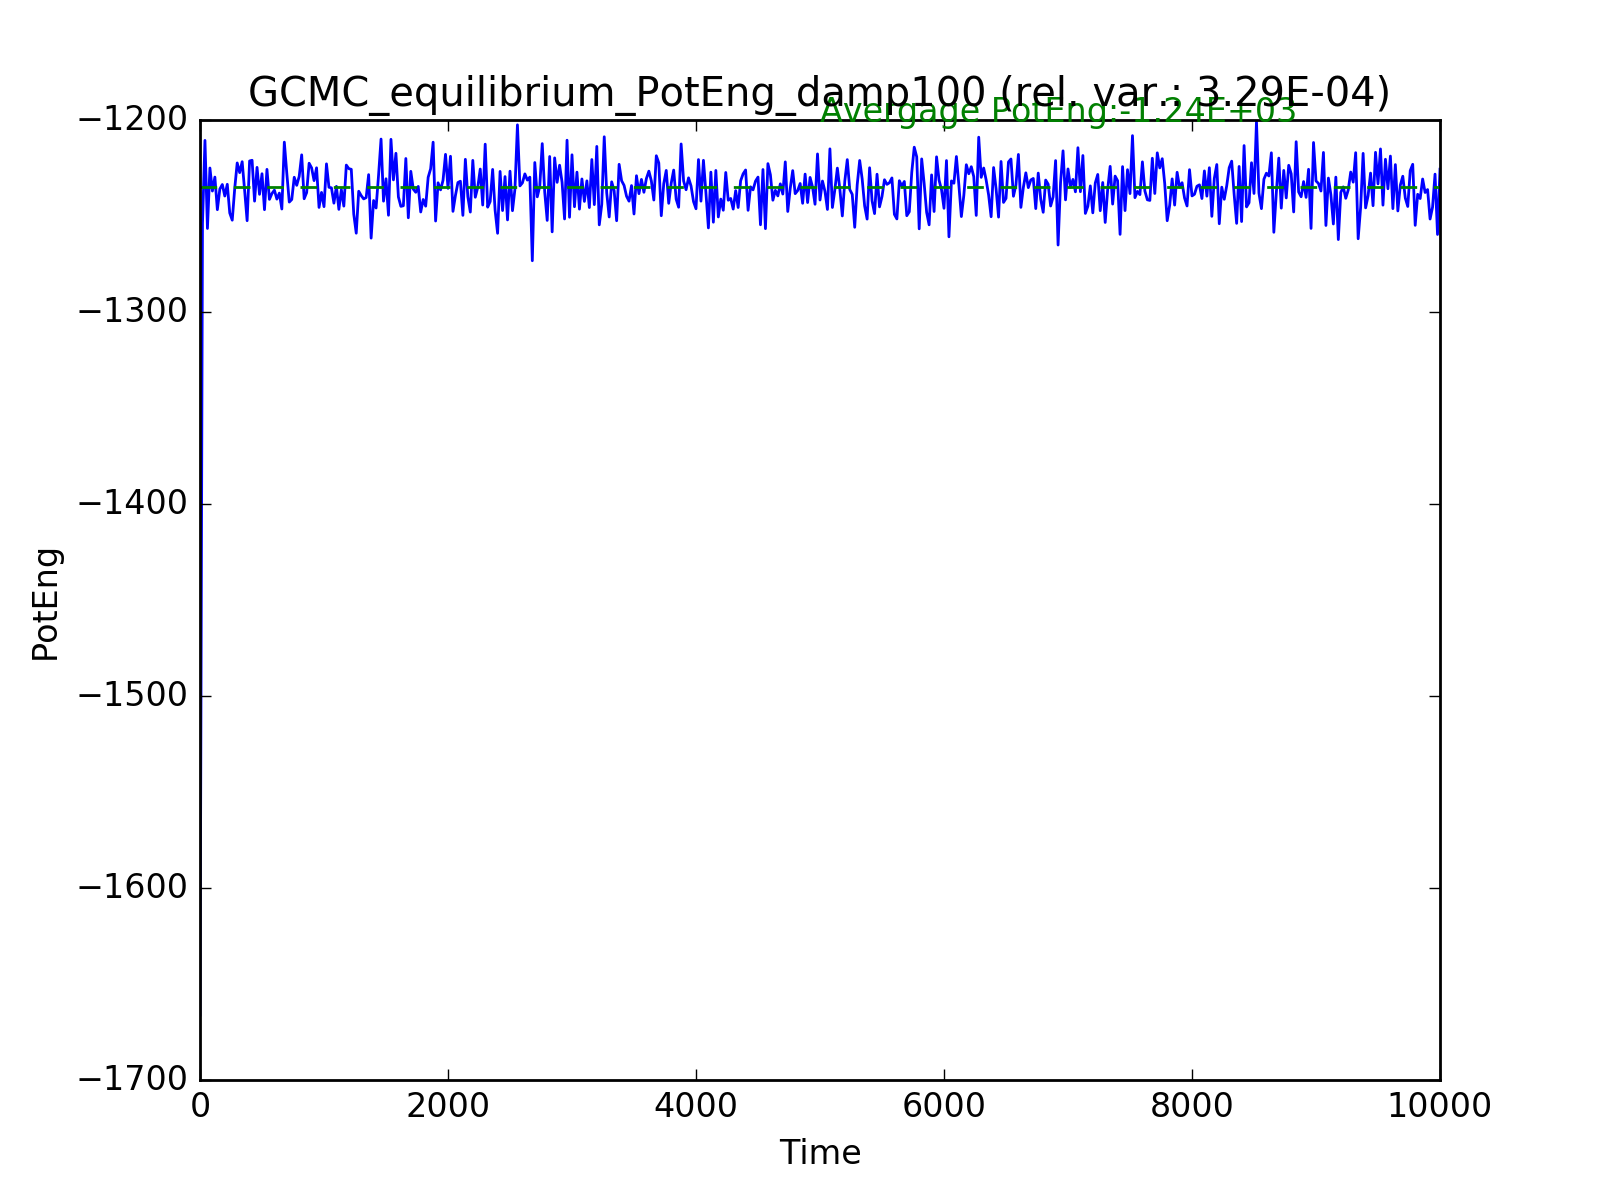 GCMC_equilibrium_PotEng_damp100 (rel. var.: 3.29E-04)
Avergage PotEng:-1.24E+03
−1200
−1300
−1400
−1500
−1600
−1700
PotEng
0 2000 4000 6000 8000 10000
Time